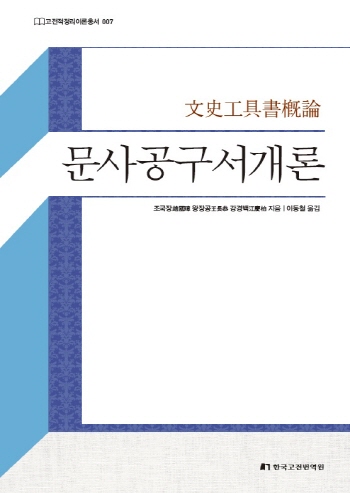 고전적정리이론총서 007
文史工具書槪論
문사공구서개론
조국장趙國璋 왕장공王長恭 강경백江慶柏 지음 | 이동철 옮김
한국고전번역원